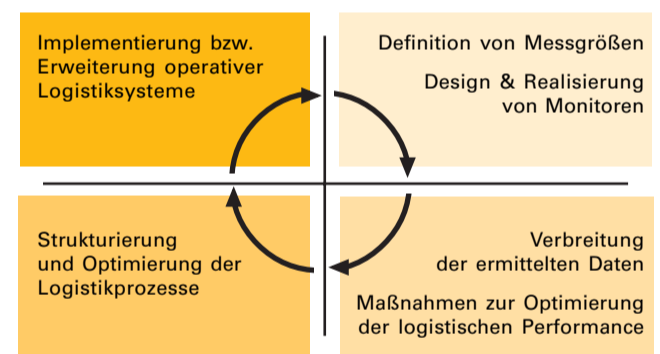 Implementierung bzw.
Erweiterung operativer
Logistiksysteme
Definition von Messgrößen
Design & Realisierung
von Monitoren
Strukturierung
und Optimierung der
Logistikprozesse
Verbreitung
der ermittelten Daten
Maßnahmen zur Optimierung
der logistischen Performance